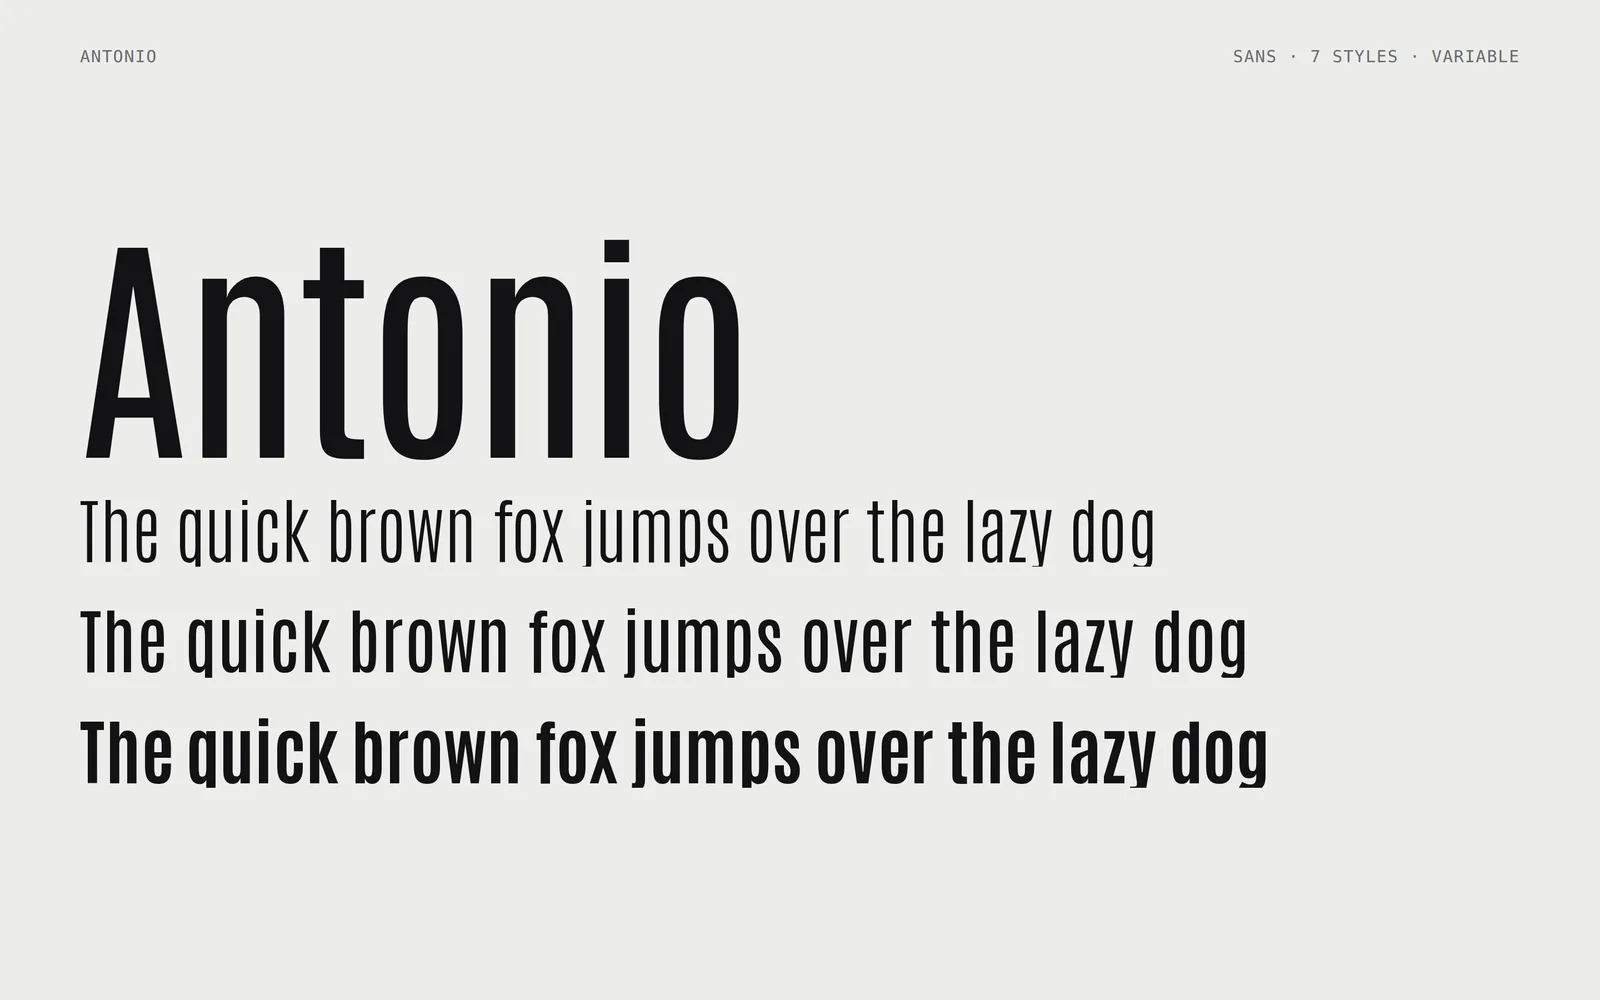 ANTONIO
SANS · 7 STYLES · VARIABLE
Antonio
The quick brown fox jumps over the lazy dog
The quick brown fox jumps over the lazy dog
The quick brown fox jumps over the lazy dog